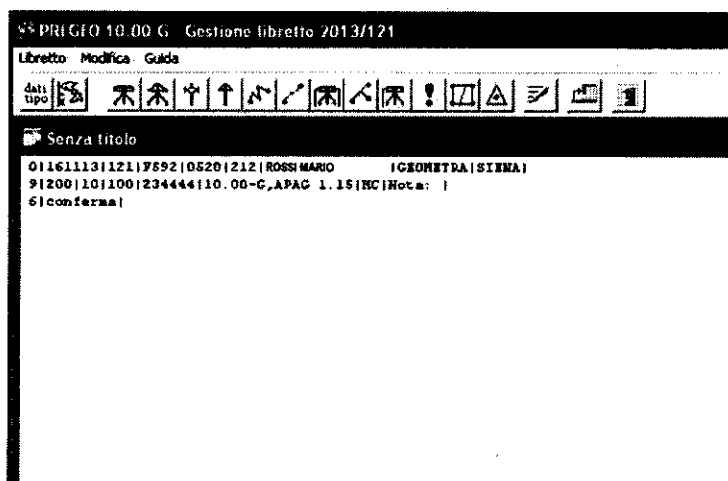 PREGEO 10.00 G Gestione libretto 2013/121
Libretto Modifica Guida
dati tipo
Senza titolo
0|161113|121|F592|0520|212|ROSSI MARIO |GEOMETRA|SIENA|
9|200|10|100|234444|10.00-G,APAG 1.15|MC|Nota: |
6|conferma|